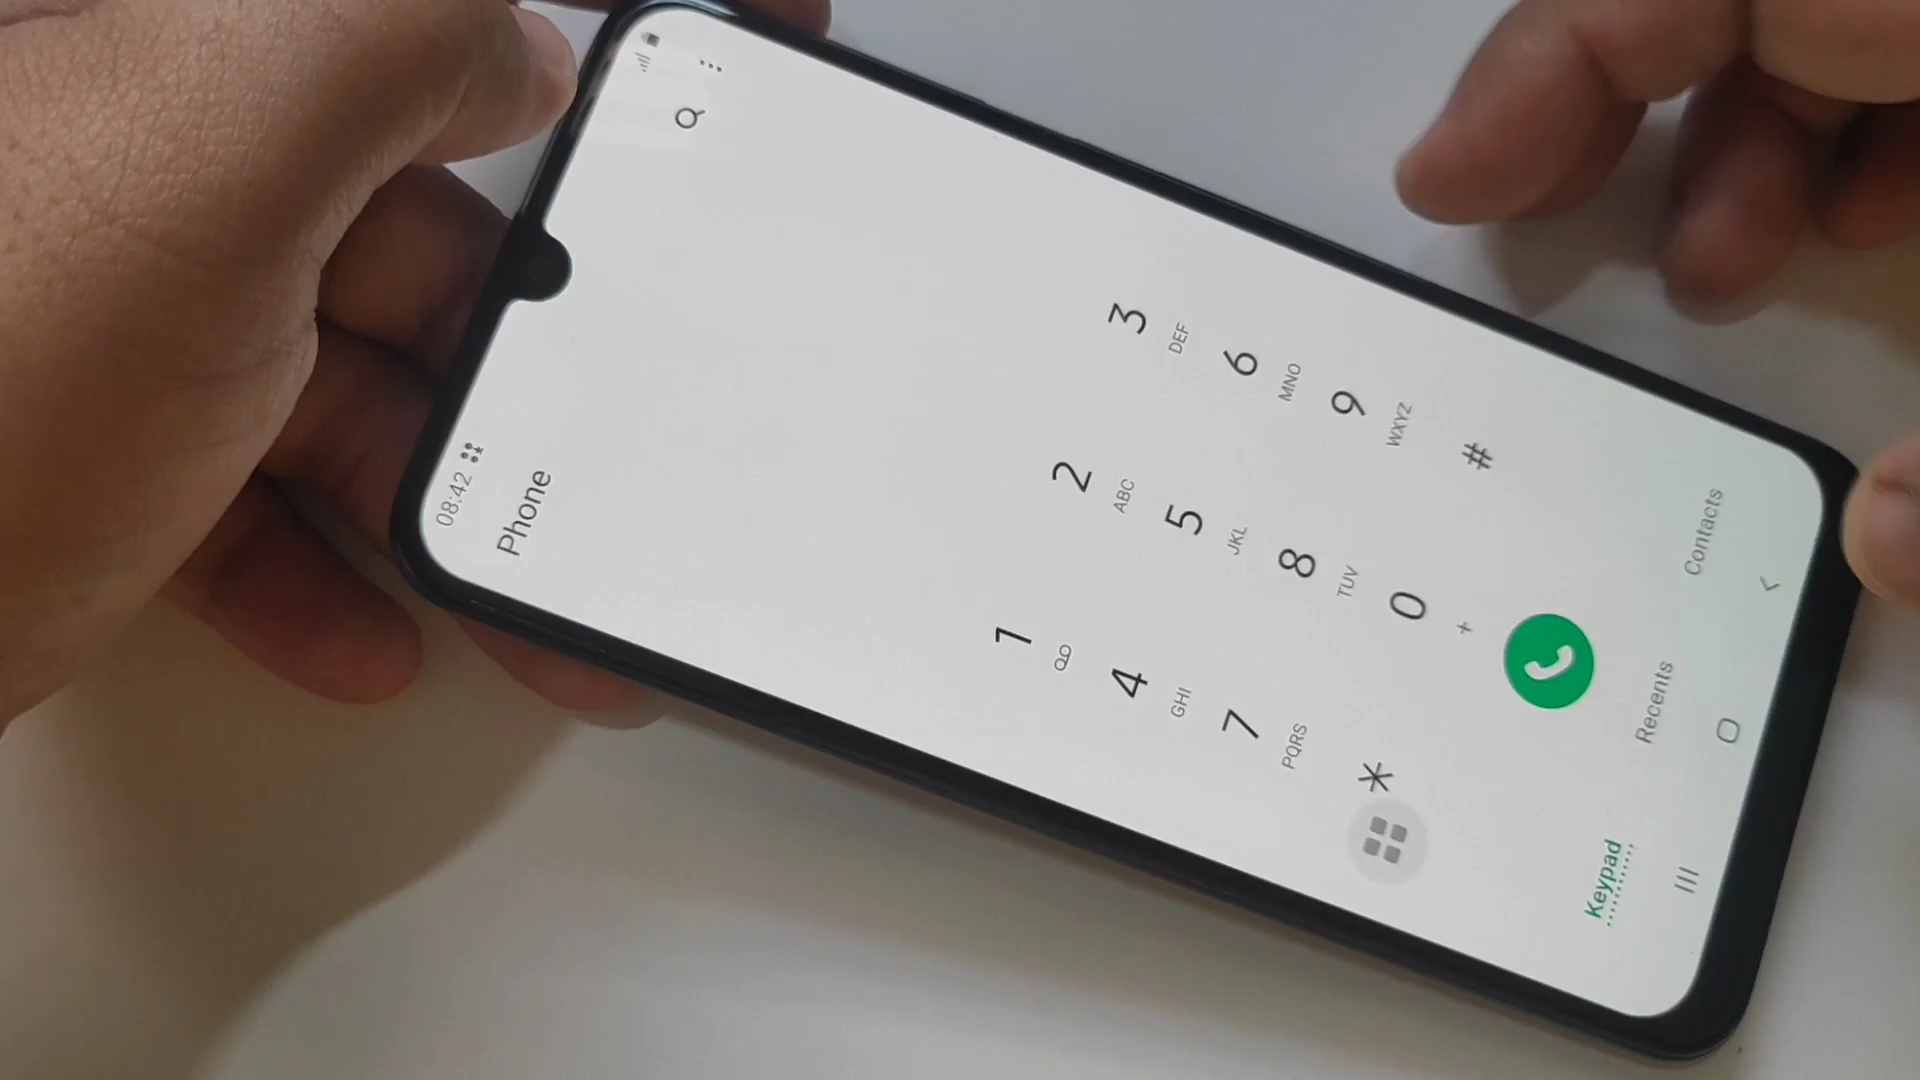 08:42
Phone
1 2 3
ABC DEF
4 5 6
GHI JKL MNO
7 8 9
PQRS TUV WXYZ
* 0 #
+
Keypad Recents Contacts